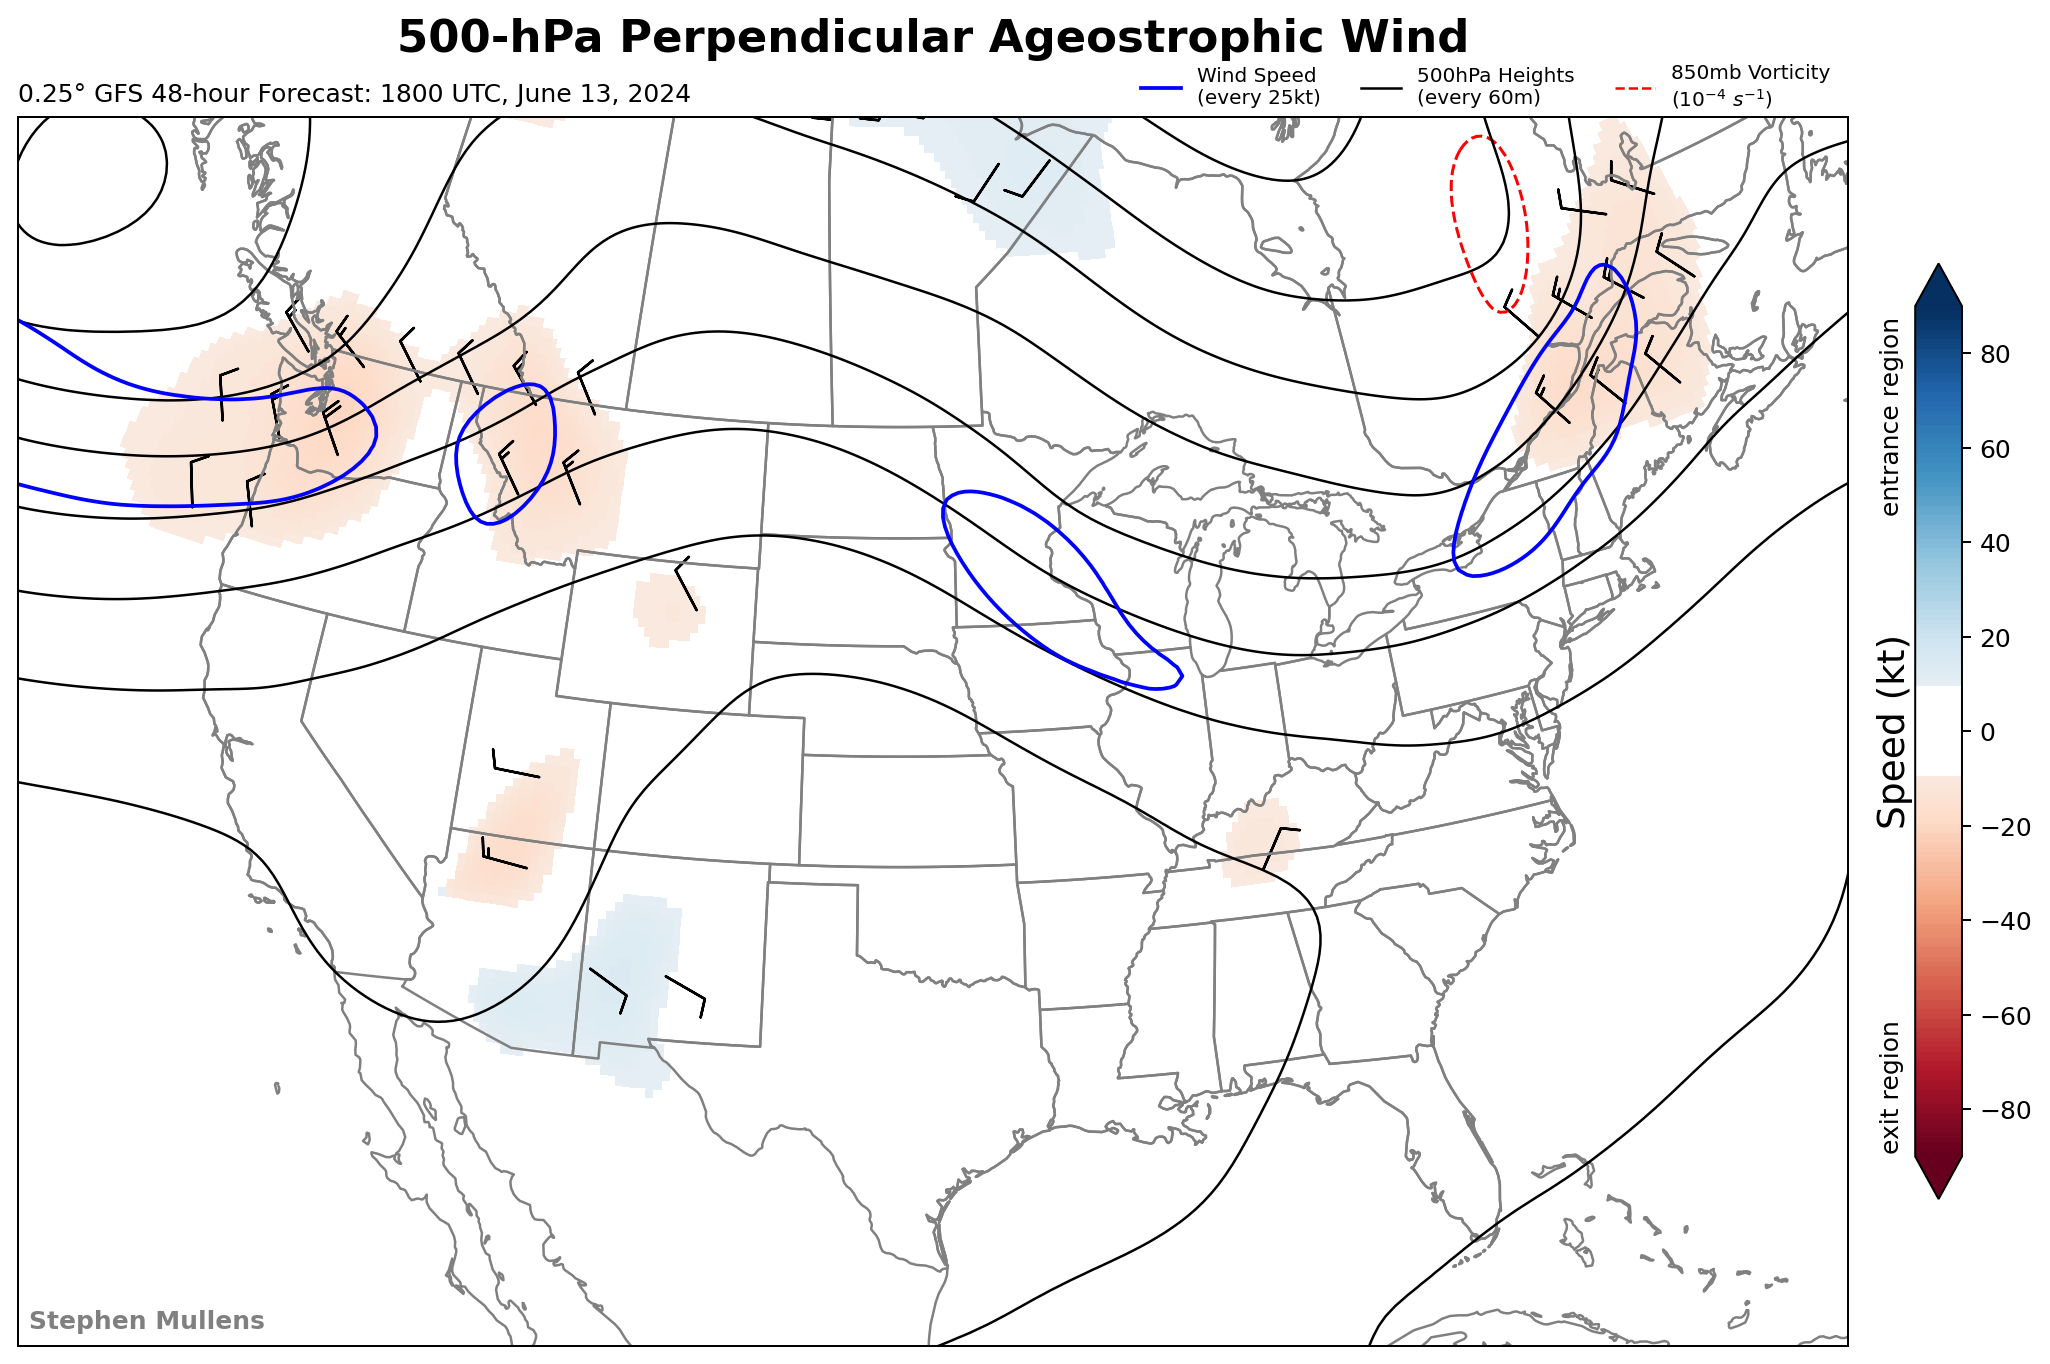 500-hPa Perpendicular Ageostrophic Wind
0.25° GFS 48-hour Forecast: 1800 UTC, June 13, 2024
Wind Speed
(every 25kt)
500hPa Heights
(every 60m)
850mb Vorticity
(10⁻⁴ s⁻¹)
entrance region
Speed (kt)
exit region
80
60
40
20
0
−20
−40
−60
−80
Stephen Mullens